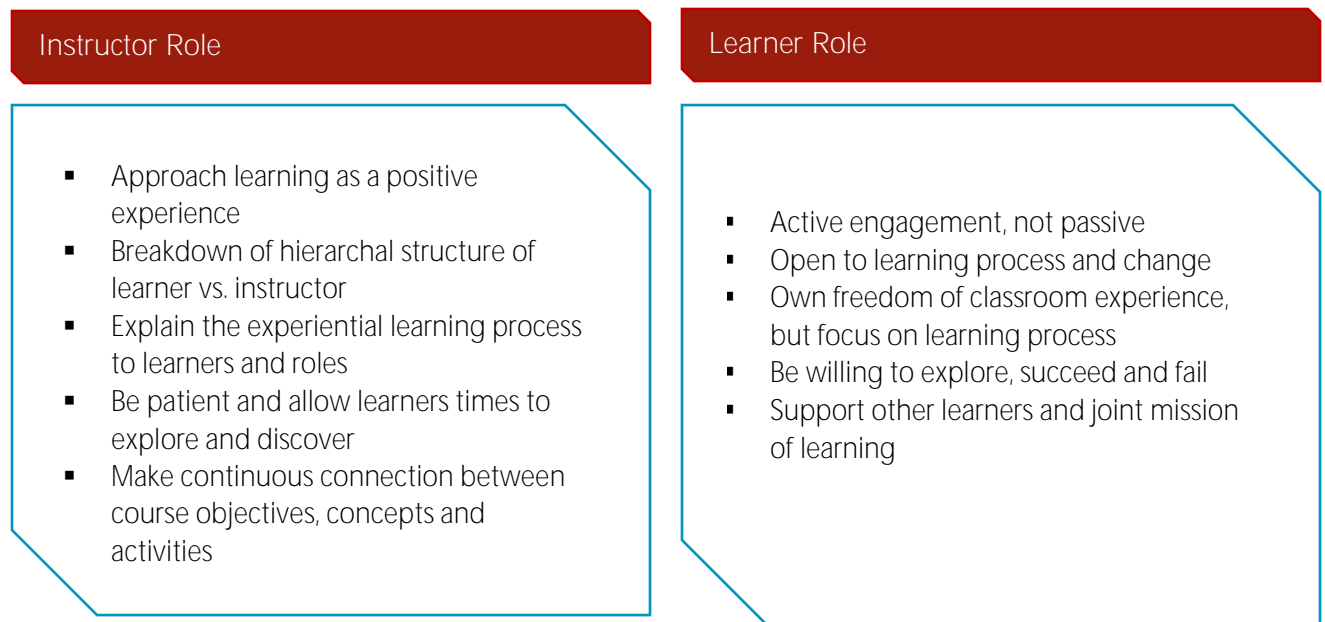 Instructor Role
▪ Approach learning as a positive
experience
▪ Breakdown of hierarchal structure of
learner vs. instructor
▪ Explain the experiential learning process
to learners and roles
▪ Be patient and allow learners times to
explore and discover
▪ Make continuous connection between
course objectives, concepts and
activities
Learner Role
▪ Active engagement, not passive
▪ Open to learning process and change
▪ Own freedom of classroom experience,
but focus on learning process
▪ Be willing to explore, succeed and fail
▪ Support other learners and joint mission
of learning